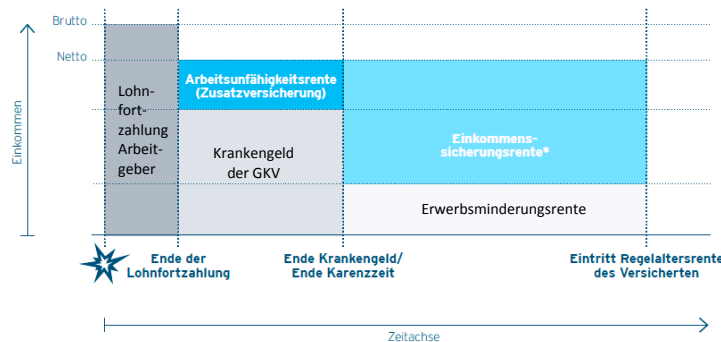 Brutto
Netto
Einkommen
Lohn-
fort-
zahlung
Arbeit-
geber
Arbeitsunfähigkeitsrente
(Zusatzversicherung)
Krankengeld
der GKV
Einkommens-
sicherungsrente*
Erwerbsminderungsrente
Ende der
Lohnfortzahlung
Ende Krankengeld/
Ende Karenzzeit
Eintritt Regelaltersrente
des Versicherten
Zeitachse